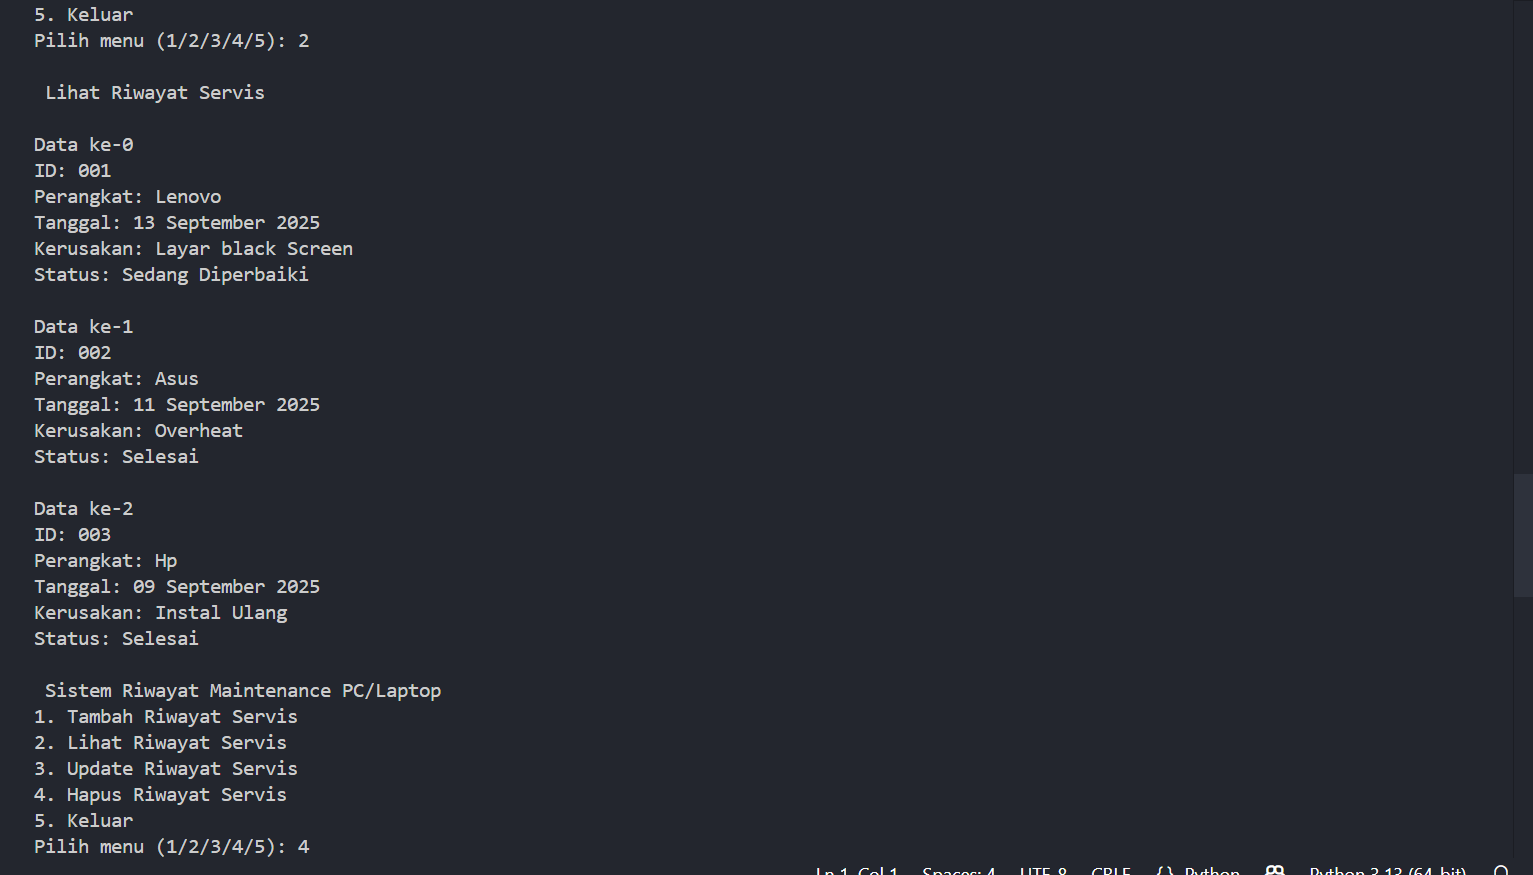 5. Keluar
Pilih menu (1/2/3/4/5): 2
Lihat Riwayat Servis
Data ke-0
ID: 001
Perangkat: Lenovo
Tanggal: 13 September 2025
Kerusakan: Layar black Screen
Status: Sedang Diperbaiki
Data ke-1
ID: 002
Perangkat: Asus
Tanggal: 11 September 2025
Kerusakan: Overheat
Status: Selesai
Data ke-2
ID: 003
Perangkat: Hp
Tanggal: 09 September 2025
Kerusakan: Instal Ulang
Status: Selesai
Sistem Riwayat Maintenance PC/Laptop
1. Tambah Riwayat Servis
2. Lihat Riwayat Servis
3. Update Riwayat Servis
4. Hapus Riwayat Servis
5. Keluar
Pilih menu (1/2/3/4/5): 4
Ln 1, Col 1 Spaces: 4 UTF-8 CRLF {} Python Python 3.13 (64-bit)